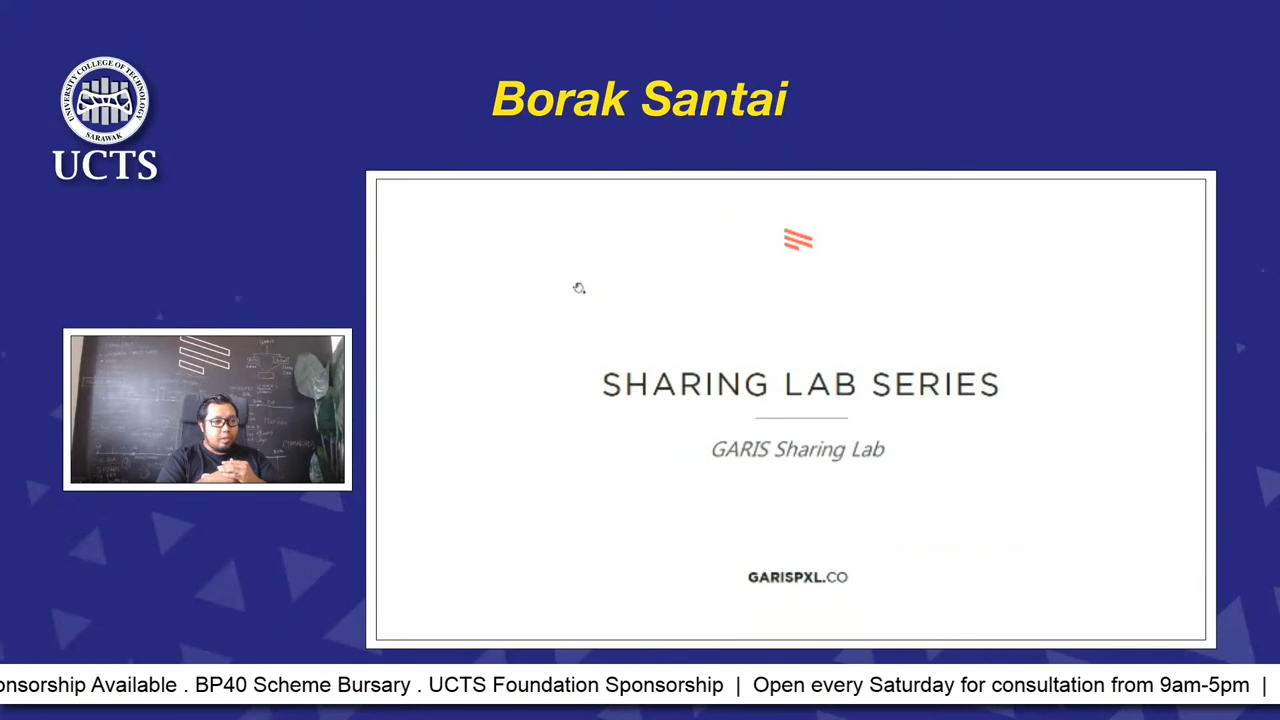 Borak Santai
UNIVERSITY COLLEGE OF TECHNOLOGY
SARAWAK
UCTS
SHARING LAB SERIES
GARIS Sharing Lab
GARISPXL.CO
onsorship Available . BP40 Scheme Bursary . UCTS Foundation Sponsorship | Open every Saturday for consultation from 9am-5pm |